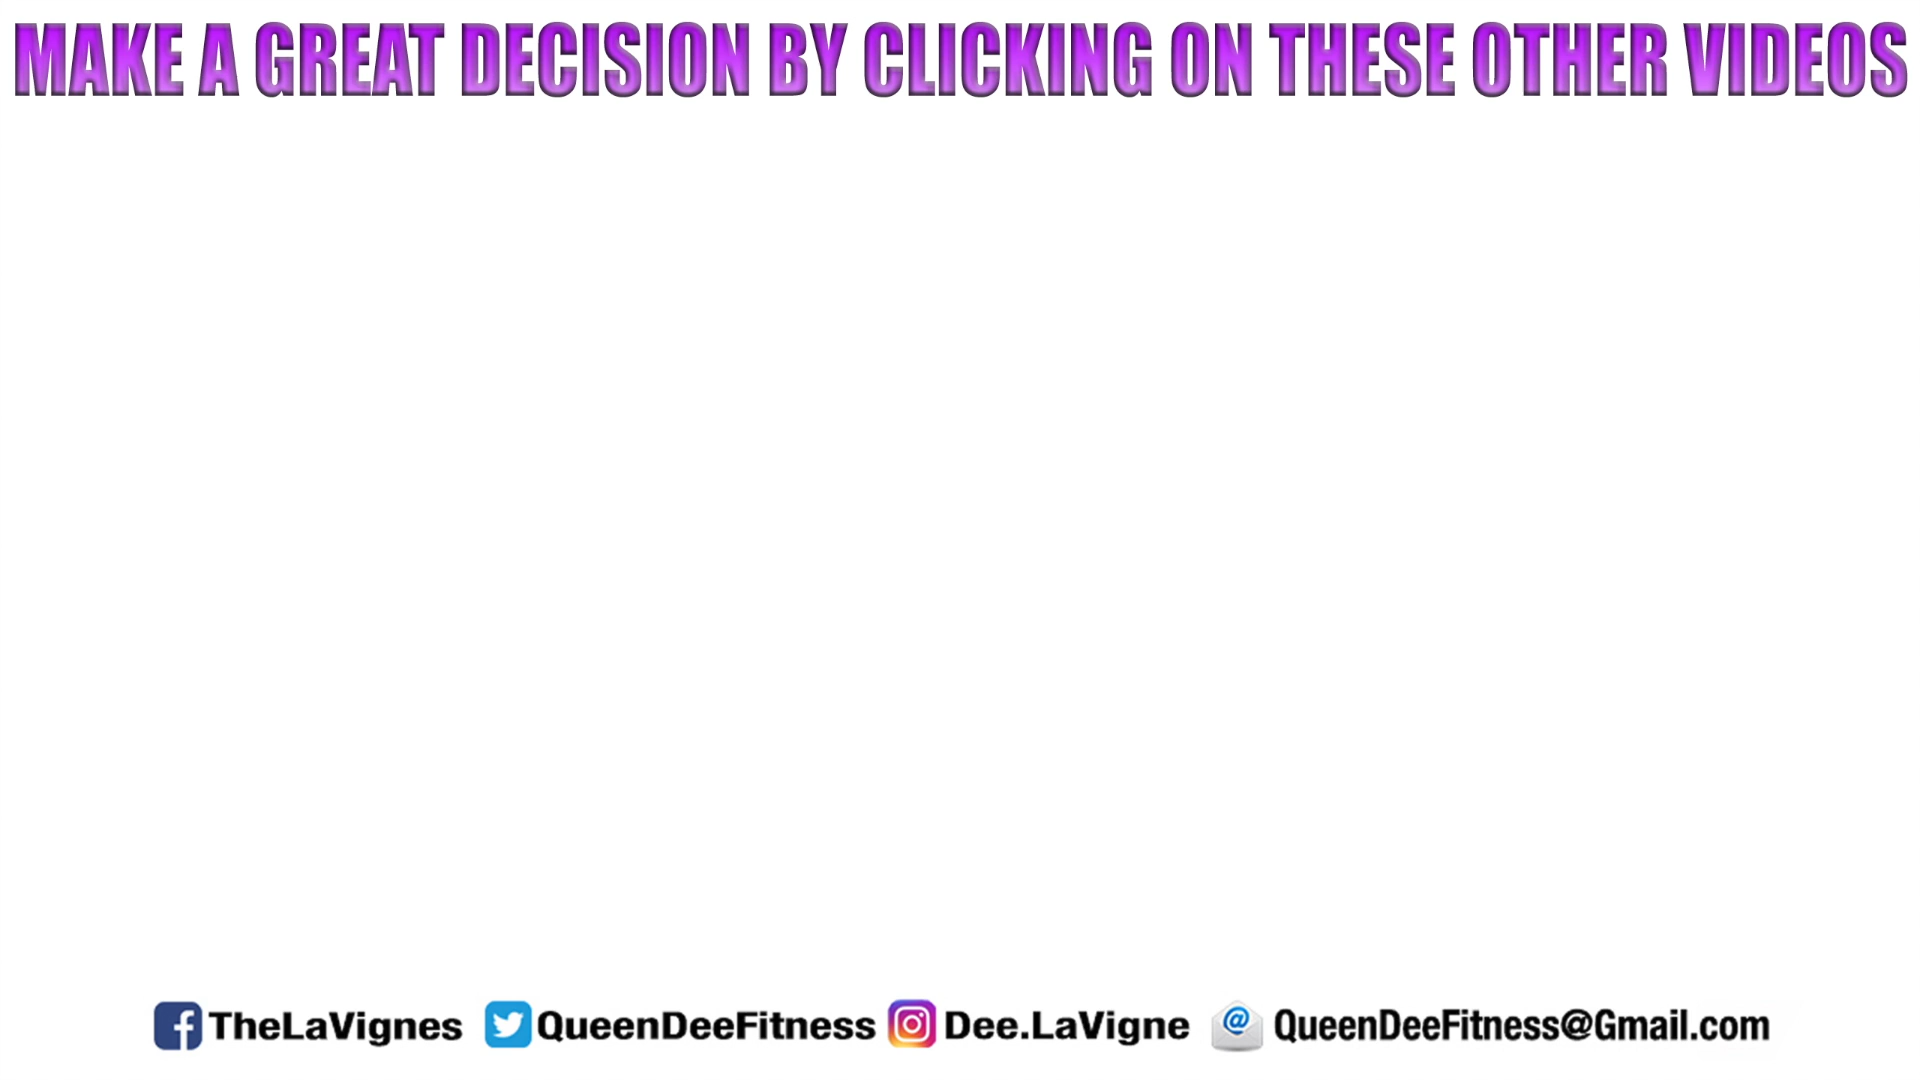 MAKE A GREAT DECISION BY CLICKING ON THESE OTHER VIDEOS
TheLaVignes QueenDeeFitness Dee.LaVigne @ QueenDeeFitness@Gmail.com